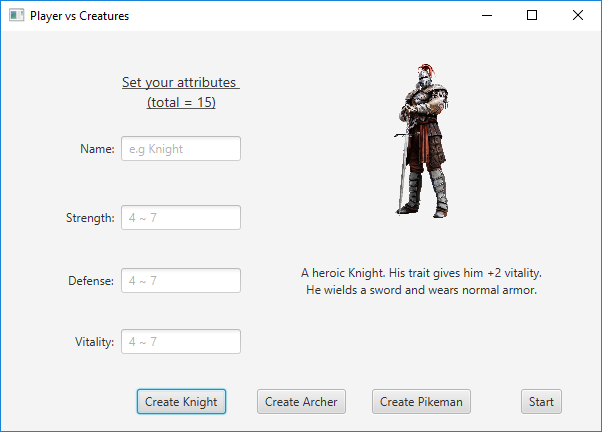 Player vs Creatures
Set your attributes
(total = 15)
Name:
e.g Knight
Strength:
4 ~ 7
Defense:
4 ~ 7
Vitality:
4 ~ 7
A heroic Knight. His trait gives him +2 vitality.
He wields a sword and wears normal armor.
Create Knight
Create Archer
Create Pikeman
Start